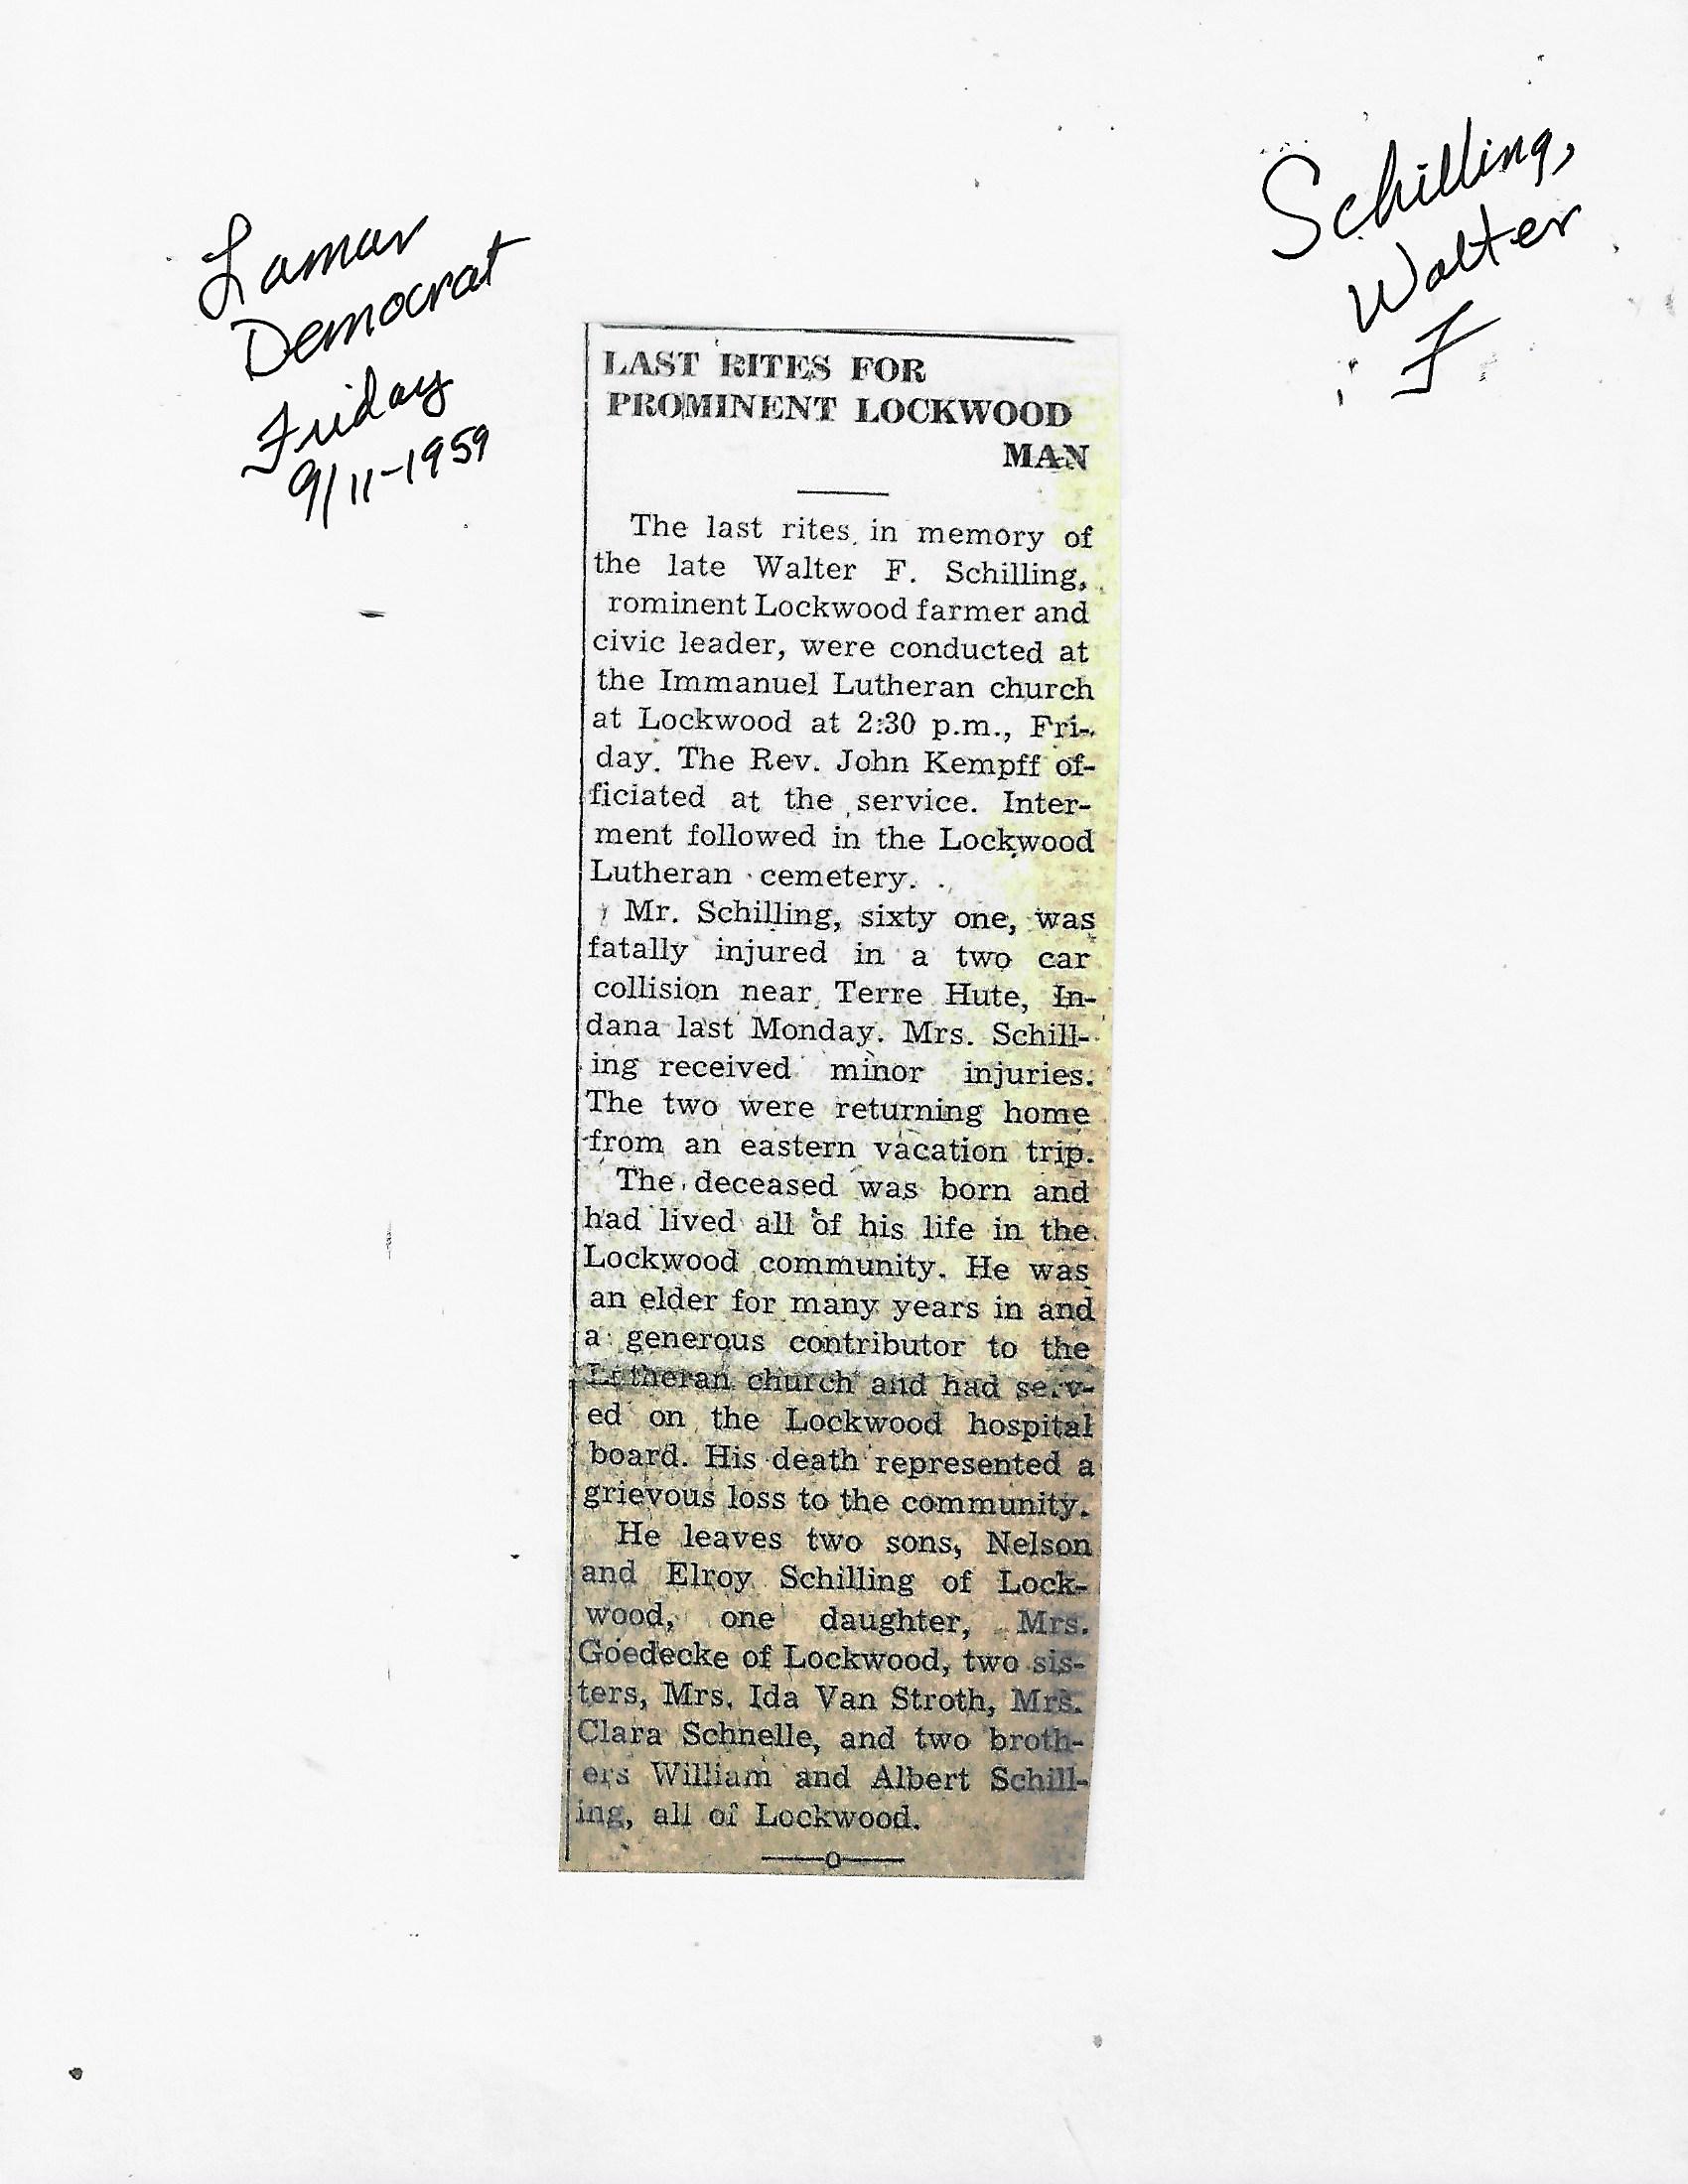 Lamar
Democrat
Friday
9/11-1959
Schilling,
Walter
F
LAST RITES FOR
PROMINENT LOCKWOOD
MAN
The last rites in memory of
the late Walter F. Schilling,
rominent Lockwood farmer and
civic leader, were conducted at
the Immanuel Lutheran church
at Lockwood at 2:30 p.m., Fri-
day. The Rev. John Kempff of-
ficiated at the service. Inter-
ment followed in the Lockwood
Lutheran cemetery.
Mr. Schilling, sixty one, was
fatally injured in a two car
collision near Terre Hute, In-
dana last Monday. Mrs. Schill-
ing received minor injuries.
The two were returning home
from an eastern vacation trip.
The deceased was born and
had lived all of his life in the
Lockwood community. He was
an elder for many years in and
a generous contributor to the
Lutheran church and had serv-
ed on the Lockwood hospital
board. His death represented a
grievous loss to the community.
He leaves two sons, Nelson
and Elroy Schilling of Lock-
wood, one daughter, Mrs.
Goedecke of Lockwood, two sis-
ters, Mrs. Ida Van Stroth, Mrs.
Clara Schnelle, and two broth-
ers William and Albert Schill-
ing, all of Lockwood.
——o——